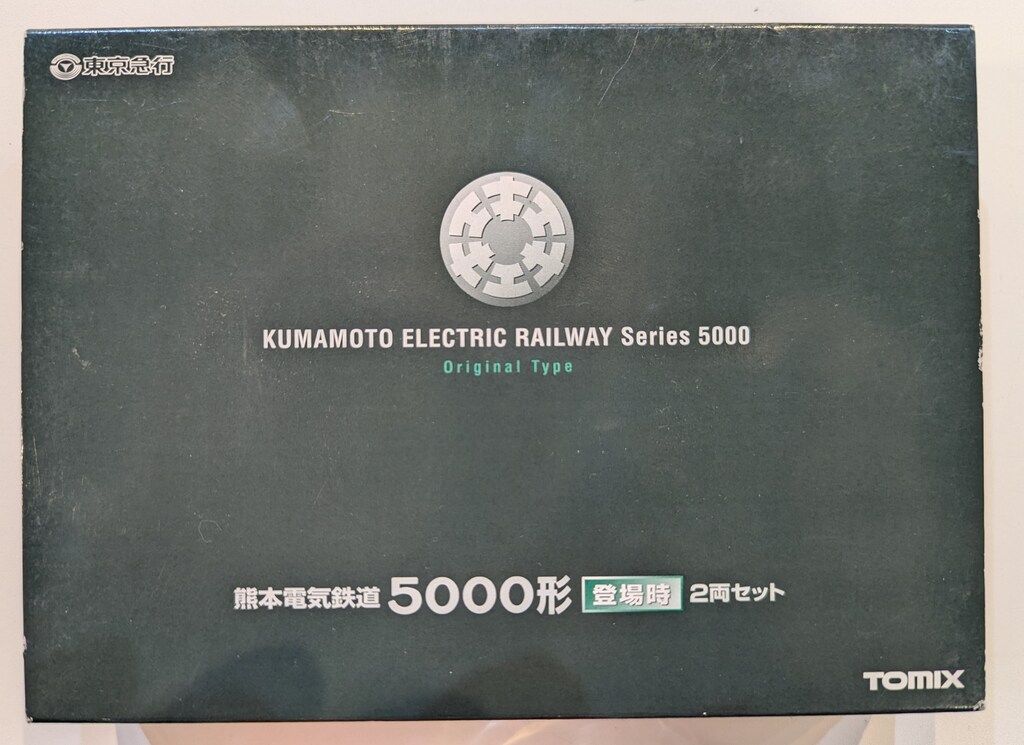 東京急行
KUMAMOTO ELECTRIC RAILWAY Series 5000
Original Type
熊本電気鉄道 5000形 登場時 2両セット
TOMIX